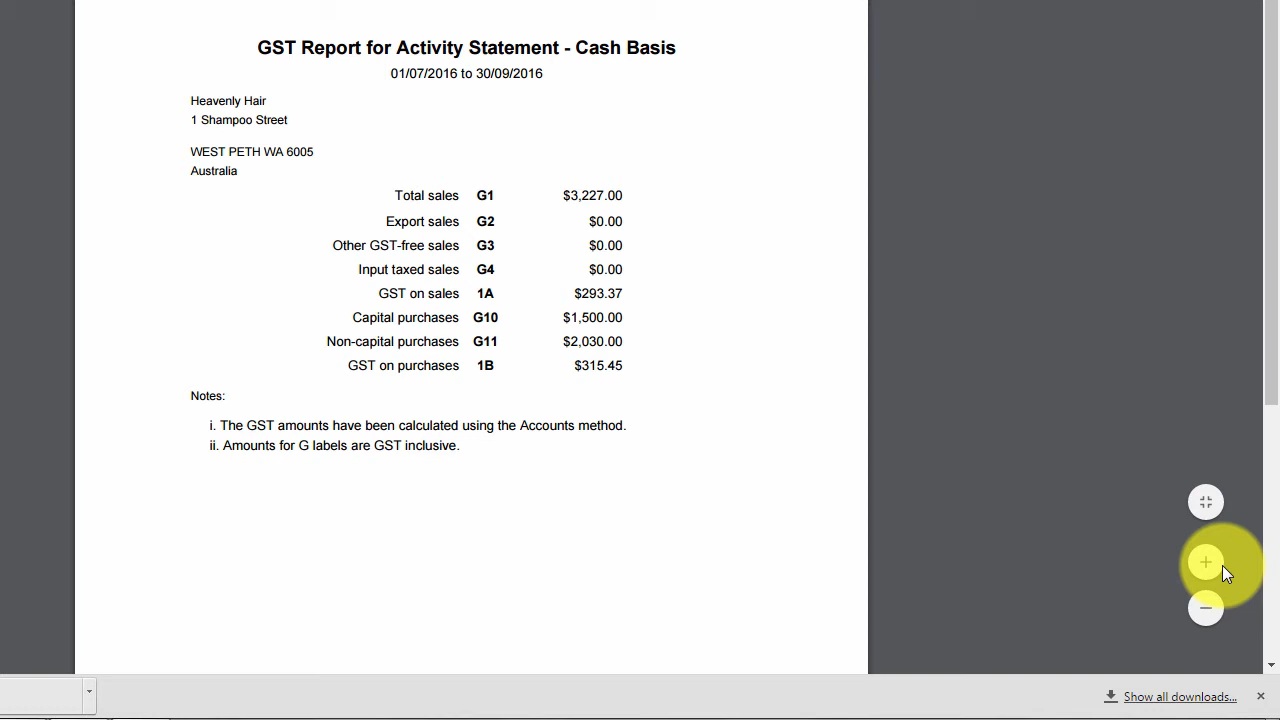 GST Report for Activity Statement - Cash Basis
01/07/2016 to 30/09/2016
Heavenly Hair
1 Shampoo Street
WEST PETH WA 6005
Australia
Total sales G1 $3,227.00
Export sales G2 $0.00
Other GST-free sales G3 $0.00
Input taxed sales G4 $0.00
GST on sales 1A $293.37
Capital purchases G10 $1,500.00
Non-capital purchases G11 $2,030.00
GST on purchases 1B $315.45
Notes:
i. The GST amounts have been calculated using the Accounts method.
ii. Amounts for G labels are GST inclusive.
Show all downloads...